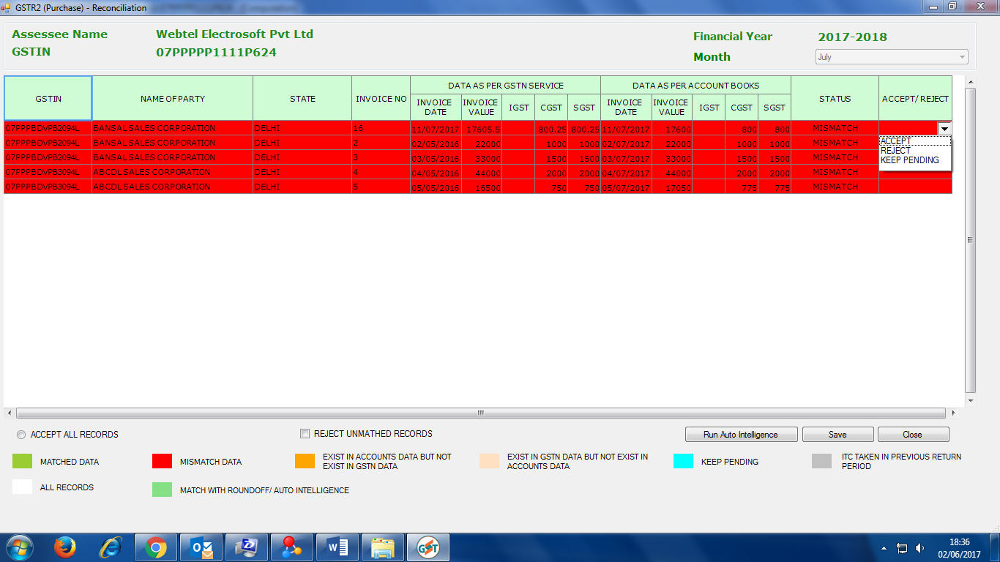 GSTR2 (Purchase) - Reconciliation
Assessee Name Webtel Electrosoft Pvt Ltd Financial Year 2017-2018
GSTIN 07PPPPP1111P624 Month July
GSTIN NAME OF PARTY STATE INVOICE NO DATA AS PER GSTN SERVICE DATA AS PER ACCOUNT BOOKS STATUS ACCEPT/ REJECT
INVOICE DATE INVOICE VALUE IGST CGST SGST INVOICE DATE INVOICE VALUE IGST CGST SGST
07PPPBDVPB2094L BANSAL SALES CORPORATION DELHI 16 11/07/2017 17605.5 800.25 800.25 11/07/2017 17600 800 800 MISMATCH
07PPPBDVPB2094L BANSAL SALES CORPORATION DELHI 2 02/05/2016 22000 1000 1000 02/07/2017 22000 1000 1000 MISMATCH
07PPPBDVPB2094L BANSAL SALES CORPORATION DELHI 3 03/05/2016 33000 1500 1500 03/07/2017 33000 1500 1500 MISMATCH
07PPPBDVPB3094L ABCDL SALES CORPORATION DELHI 4 04/05/2016 44000 2000 2000 04/07/2017 44000 2000 2000 MISMATCH
07PPPBDVPB3094L ABCDL SALES CORPORATION DELHI 5 05/05/2016 16500 750 750 05/07/2017 17050 775 775 MISMATCH
ACCEPT
REJECT
KEEP PENDING
ACCEPT ALL RECORDS REJECT UNMATHED RECORDS Run Auto Intelligence Save Close
MATCHED DATA MISMATCH DATA EXIST IN ACCOUNTS DATA BUT NOT EXIST IN GSTN DATA EXIST IN GSTN DATA BUT NOT EXIST IN ACCOUNTS DATA KEEP PENDING ITC TAKEN IN PREVIOUS RETURN PERIOD
ALL RECORDS MATCH WITH ROUNDOFF/ AUTO INTELLIGENCE
GST
18:36
02/06/2017